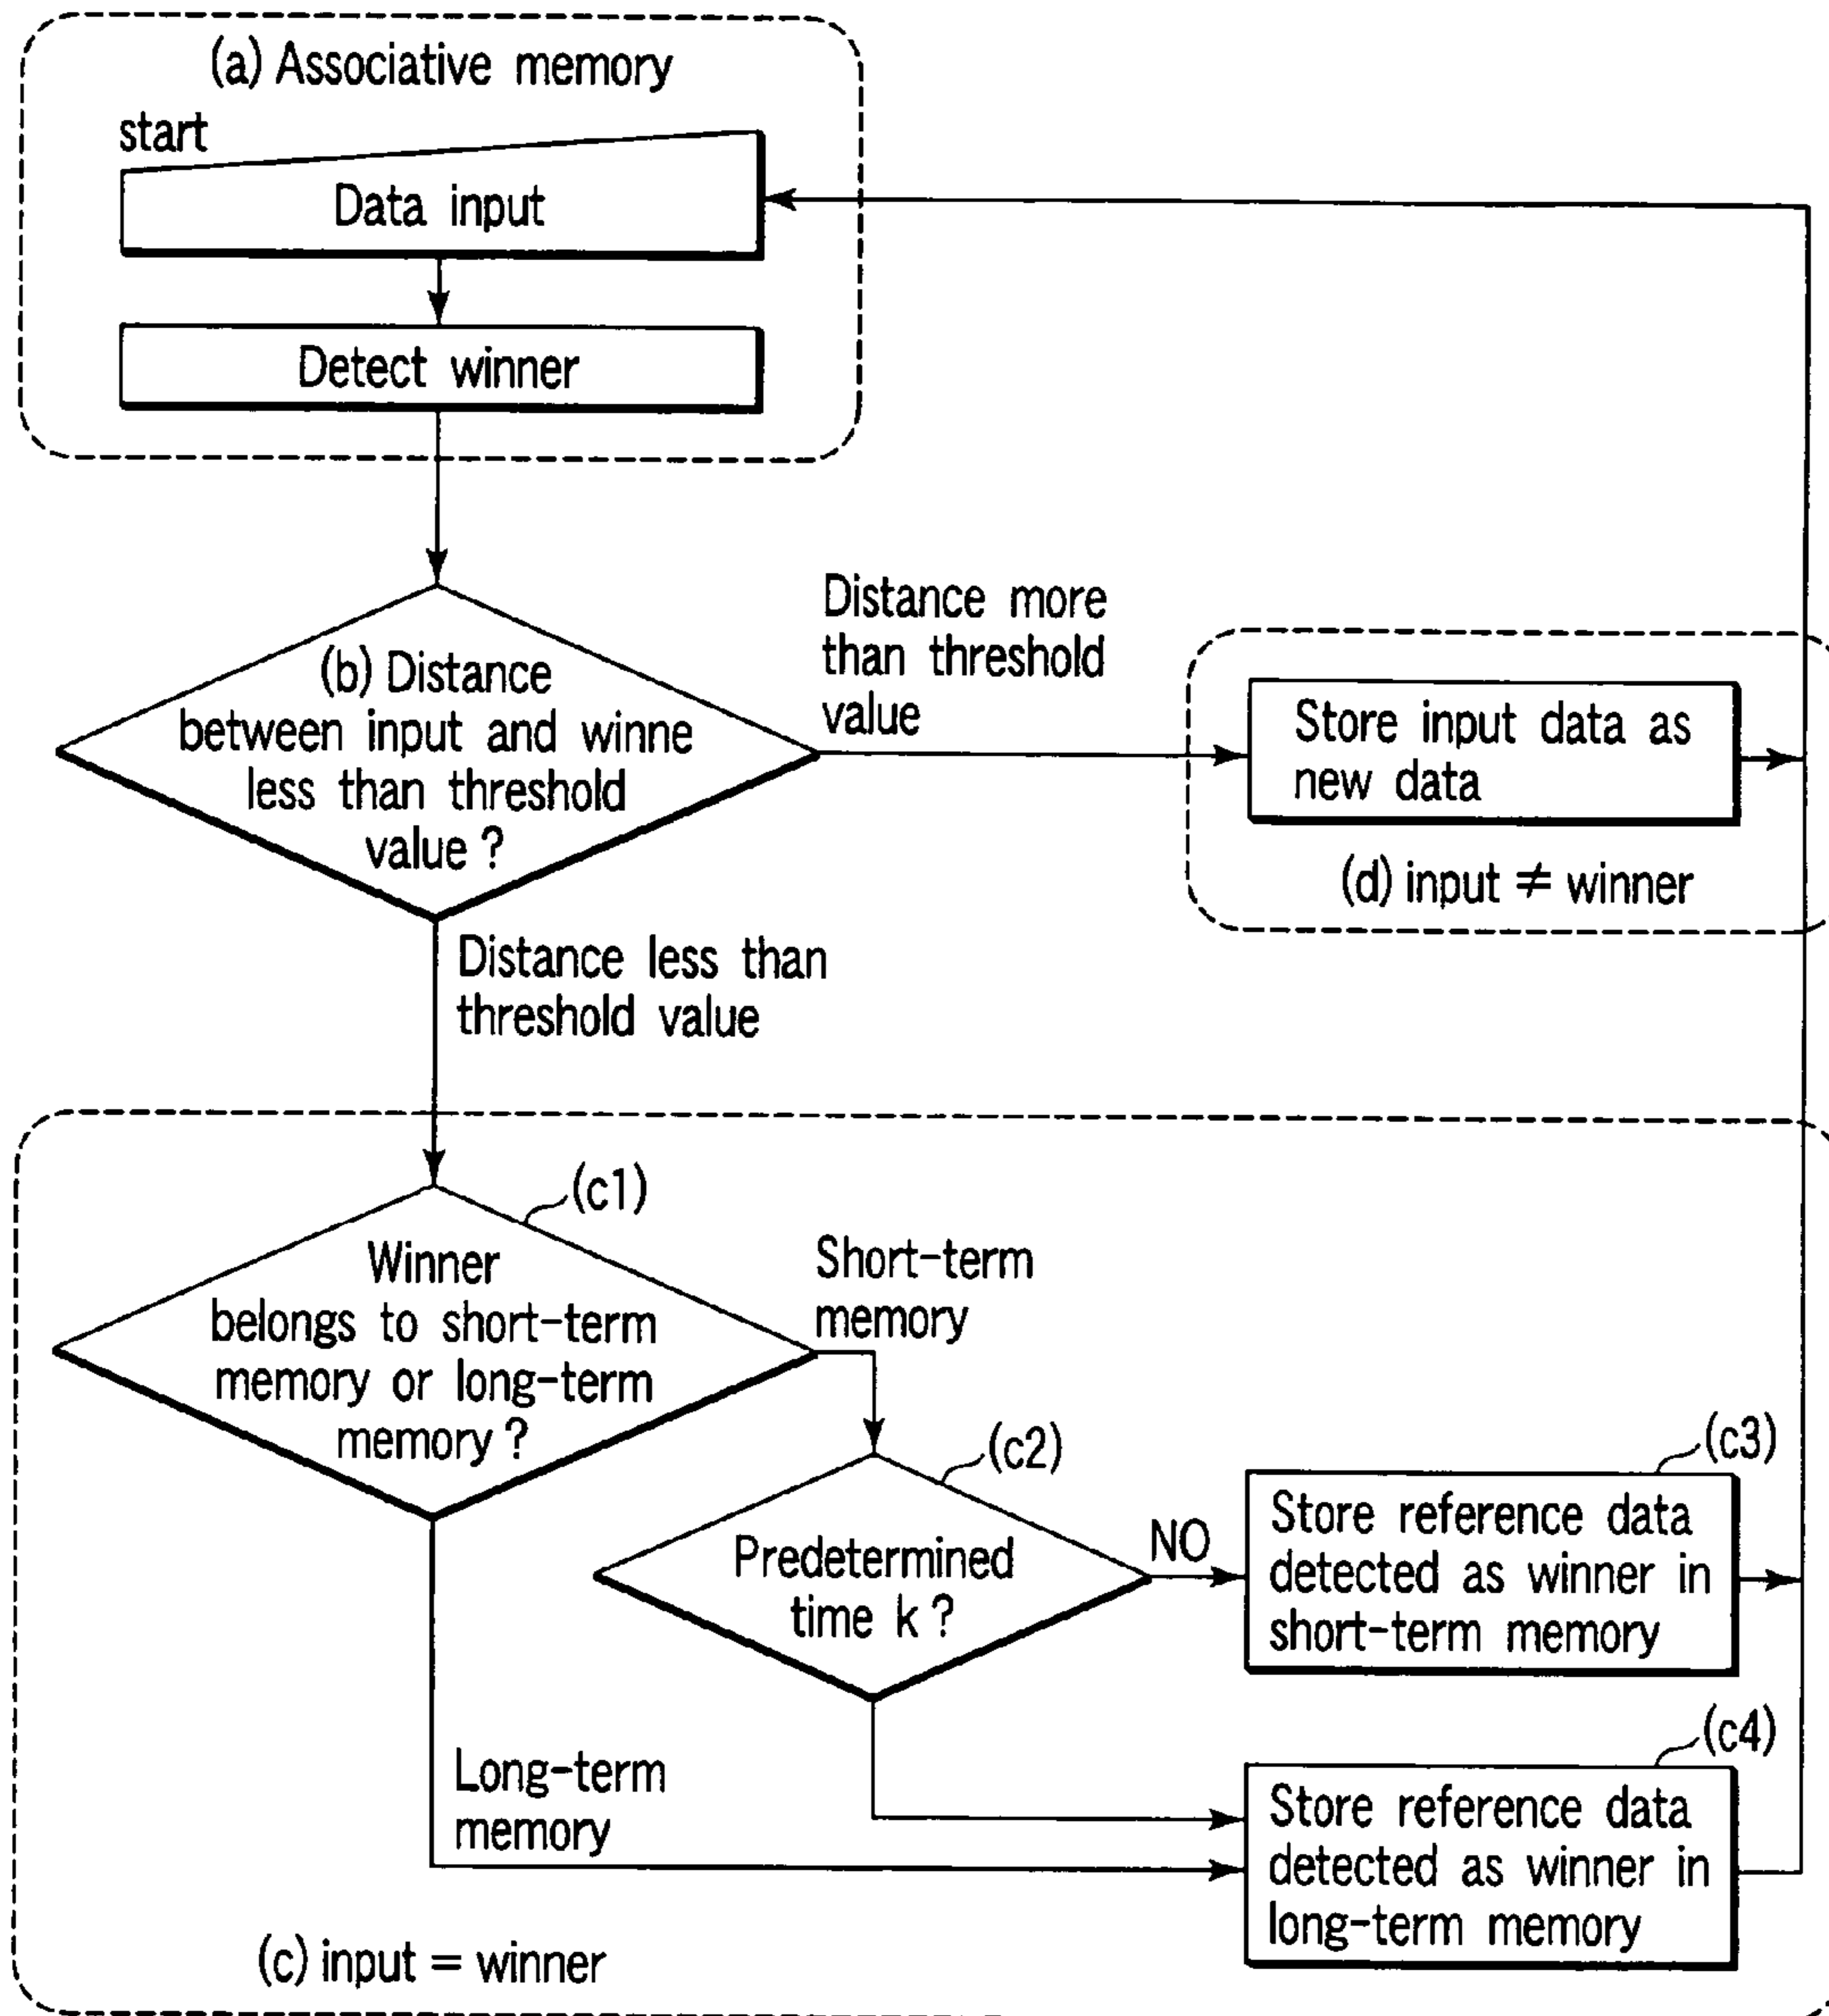 (a) Associative memory
start
Data input
Detect winner
(b) Distance
between input and winne
less than threshold
value ?
Distance more
than threshold
value
Store input data as
new data
(d) input ≠ winner
Distance less than
threshold value
(c1)
Winner
belongs to short-term
memory or long-term
memory ?
Short-term
memory
(c2)
Predetermined
time k ?
NO
(c3)
Store reference data
detected as winner in
short-term memory
Long-term
memory
(c4)
Store reference data
detected as winner in
long-term memory
(c) input = winner